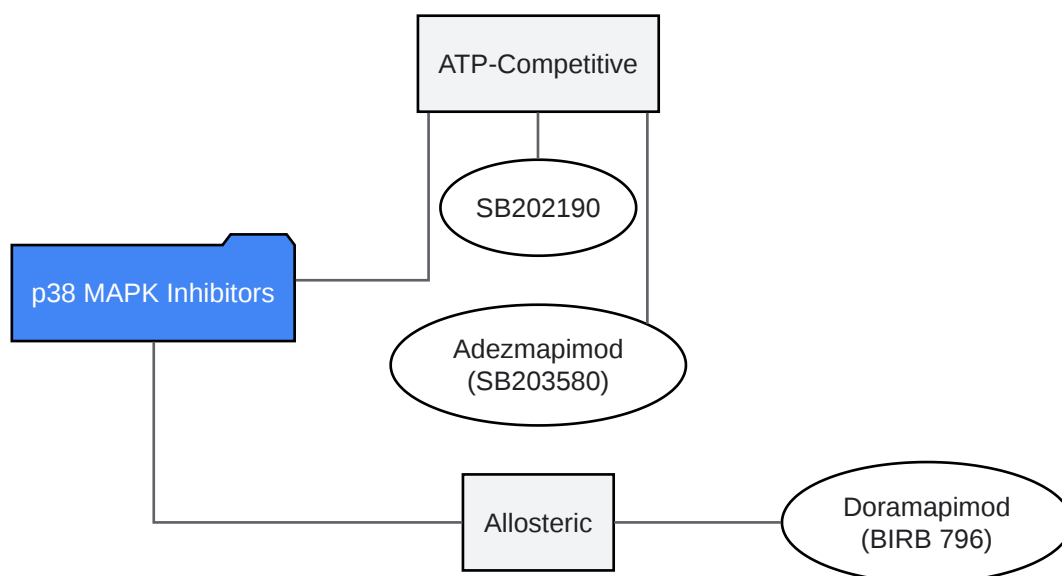 ATP-Competitive
SB202190
p38 MAPK Inhibitors
Adezmapimod
(SB203580)
Allosteric
Doramapimod
(BIRB 796)